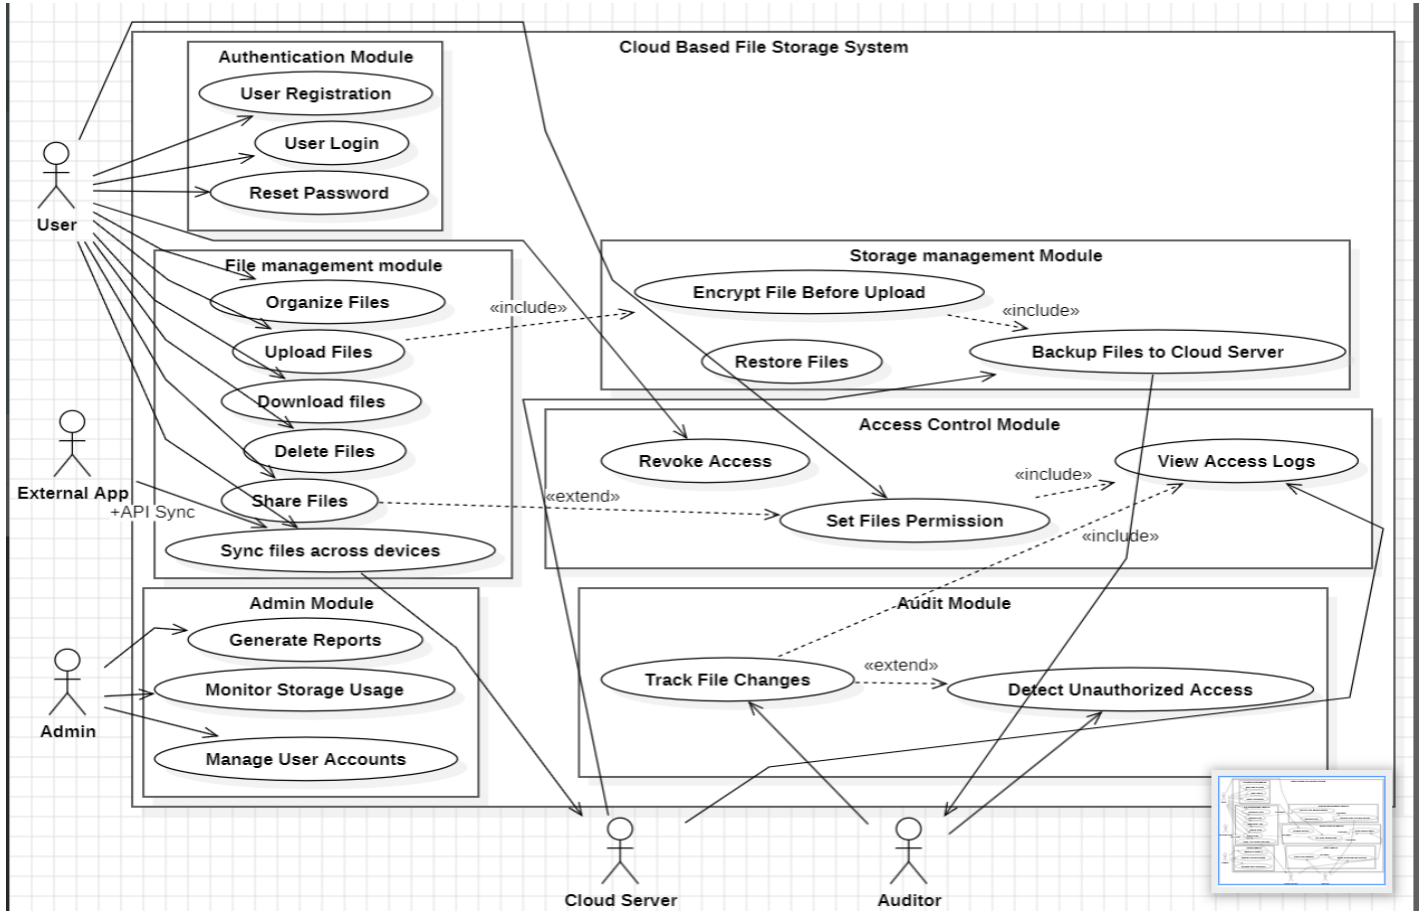 Cloud Based File Storage System
Authentication Module
User Registration
User Login
Reset Password
User
File management module
Organize Files
Upload Files
Download files
Delete Files
Share Files
Sync files across devices
«include»
Storage management Module
Encrypt File Before Upload
«include»
Restore Files
Backup Files to Cloud Server
Access Control Module
Revoke Access
View Access Logs
«include»
«extend»
Set Files Permission
«include»
External App
+API Sync
Admin Module
Generate Reports
Monitor Storage Usage
Manage User Accounts
Admin
Audit Module
Track File Changes
«extend»
Detect Unauthorized Access
Cloud Server
Auditor